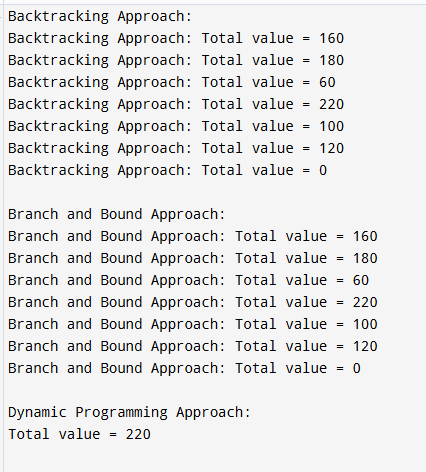 Backtracking Approach:
Backtracking Approach: Total value = 160
Backtracking Approach: Total value = 180
Backtracking Approach: Total value = 60
Backtracking Approach: Total value = 220
Backtracking Approach: Total value = 100
Backtracking Approach: Total value = 120
Backtracking Approach: Total value = 0

Branch and Bound Approach:
Branch and Bound Approach: Total value = 160
Branch and Bound Approach: Total value = 180
Branch and Bound Approach: Total value = 60
Branch and Bound Approach: Total value = 220
Branch and Bound Approach: Total value = 100
Branch and Bound Approach: Total value = 120
Branch and Bound Approach: Total value = 0

Dynamic Programming Approach:
Total value = 220